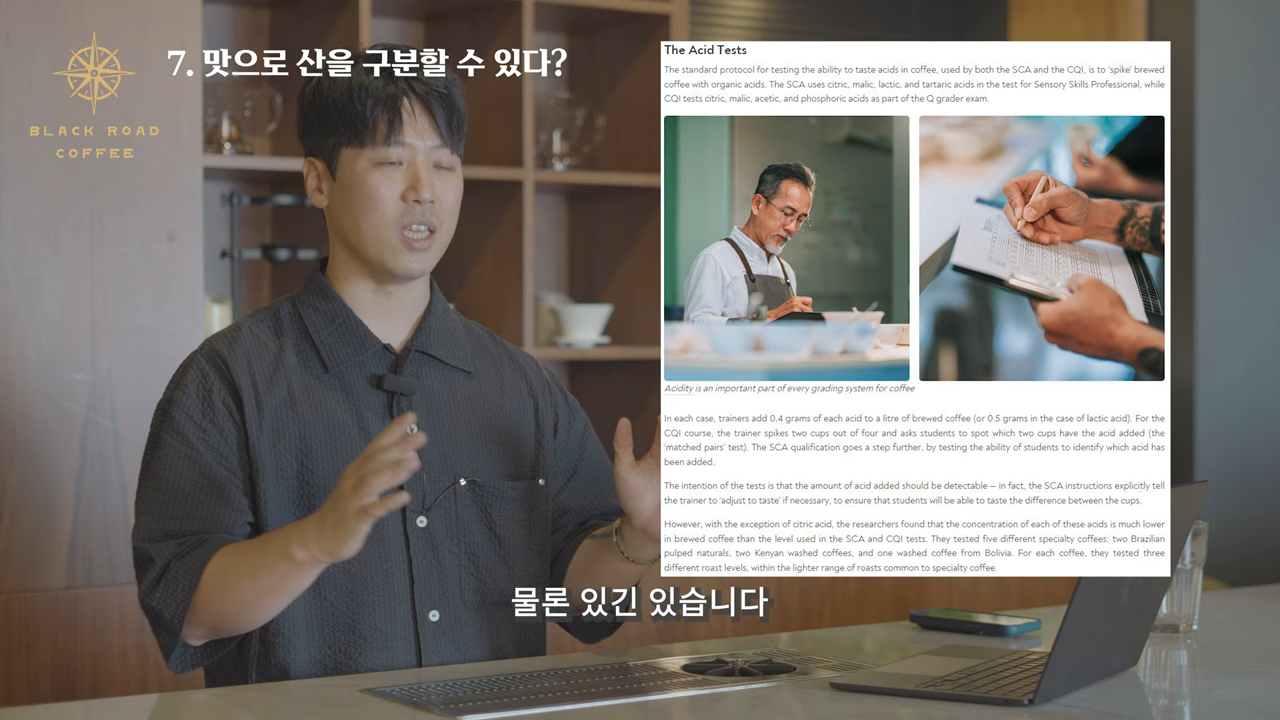 BLACK ROAD
COFFEE
7. 맛으로 산을 구분할 수 있다?
The Acid Tests
The standard protocol for testing the ability to taste acids in coffee, used by both the SCA and the CQI, is to ‘spike’ brewed
coffee with organic acids. The SCA uses citric, malic, lactic, and tartaric acids in the test for Sensory Skills Professional, while
CQI tests citric, malic, acetic, and phosphoric acids as part of the Q grader exam.
Acidity is an important part of every grading system for coffee
In each case, trainers add 0.4 grams of each acid to a litre of brewed coffee (or 0.5 grams in the case of lactic acid). For the
CQI course, the trainer spikes two cups out of four and asks students to spot which two cups have the acid added (the
‘matched pairs’ test). The SCA qualification goes a step further, by testing the ability of students to identify which acid has
been added.
The intention of the tests is that the amount of acid added should be detectable – in fact, the SCA instructions explicitly tell
the trainer to ‘adjust to taste’ if necessary, to ensure that students will be able to taste the difference between the cups.
However, with the exception of citric acid, the researchers found that the concentration of each of these acids is much lower
in brewed coffee than the level used in the SCA and CQI tests. They tested five different specialty coffees: two Brazilian
pulped naturals, two Kenyan washed coffees, and one washed coffee from Bolivia. For each coffee, they tested three
different roast levels, within the lighter range of roasts common to specialty coffee.
물론 있긴 있습니다